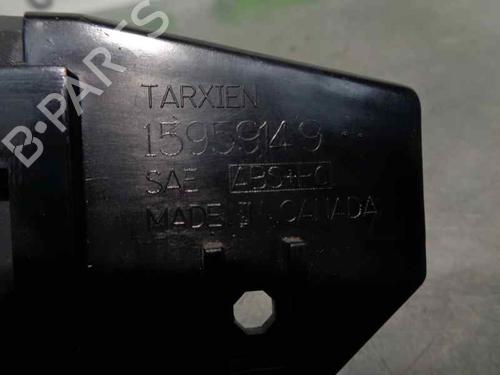 B-PARTS
TARXIEN
15959149
SAE ABS+PC
MADE IN CANADA